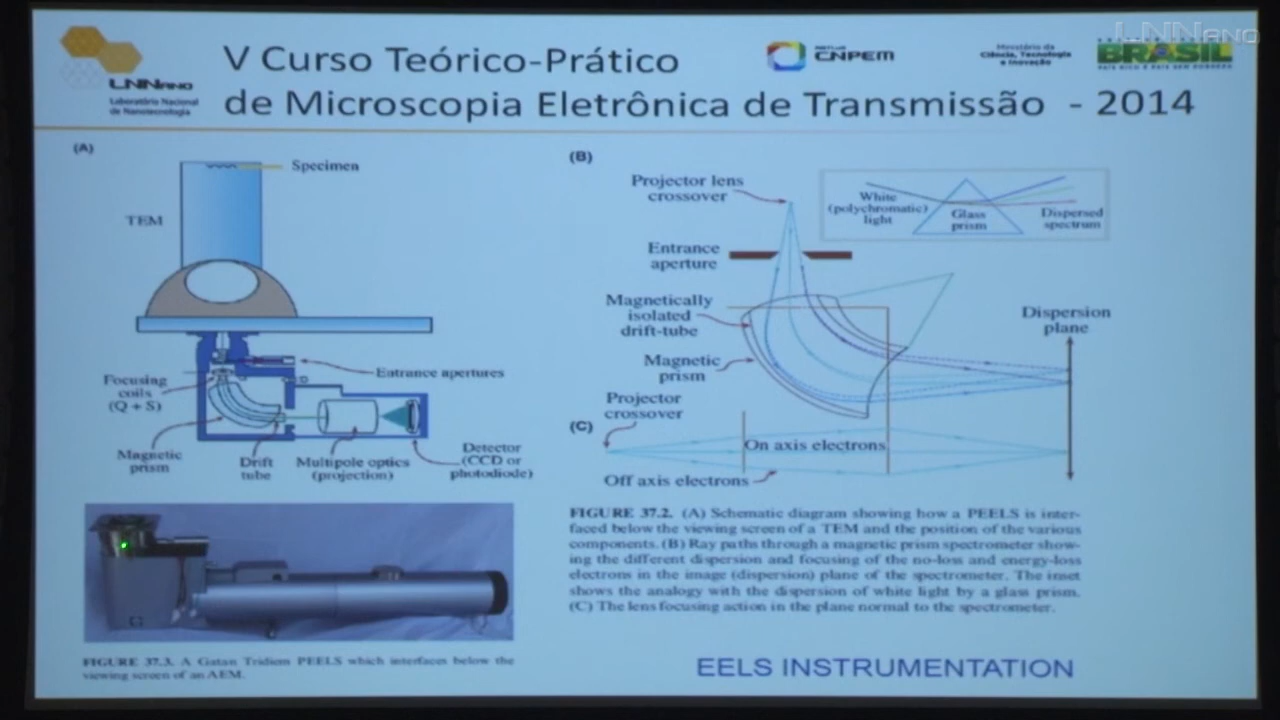 LNNano
LNNano
Laboratório Nacional
de Nanotecnologia
V Curso Teórico-Prático
de Microscopia Eletrônica de Transmissão - 2014
CNPEM
Ministério da
Ciência, Tecnologia
e Inovação
BRASIL
PAÍS RICO É PAÍS SEM POBREZA
(A)
Specimen
TEM
Entrance apertures
Focusing
coils
(Q + S)
Magnetic
prism
Drift
tube
Multipole optics
(projection)
Detector
(CCD or
photodiode)
(B)
Projector lens
crossover
White
(polychromatic)
light
Glass
prism
Dispersed
spectrum
Entrance
aperture
Magnetically
isolated
drift-tube
Dispersion
plane
Magnetic
prism
Projector
crossover
(C)
On axis electrons
Off axis electrons
FIGURE 37.2. (A) Schematic diagram showing how a PEELS is inter-
faced below the viewing screen of a TEM and the position of the various
components. (B) Ray paths through a magnetic prism spectrometer show-
ing the different dispersion and focusing of the no-loss and energy-loss
electrons in the image (dispersion) plane of the spectrometer. The inset
shows the analogy with the dispersion of white light by a glass prism.
(C) The lens focusing action in the plane normal to the spectrometer.
FIGURE 37.3. A Gatan Tridiem PEELS which interfaces below the
viewing screen of an AEM.
EELS INSTRUMENTATION